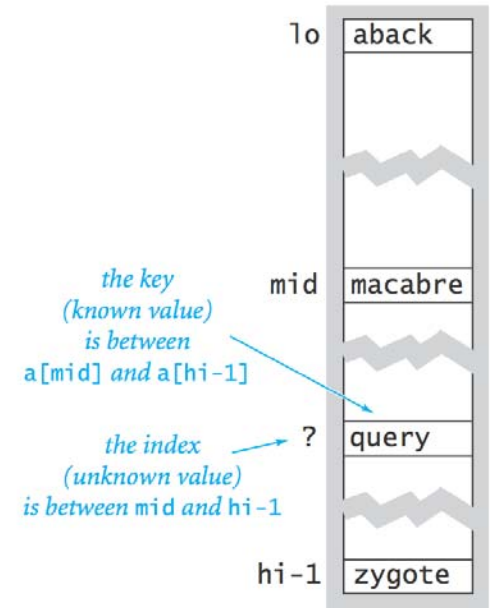 lo aback
the key
(known value)
is between
a[mid] and a[hi-1]
mid macabre
the index
(unknown value)
is between mid and hi-1
? query
hi-1 zygote